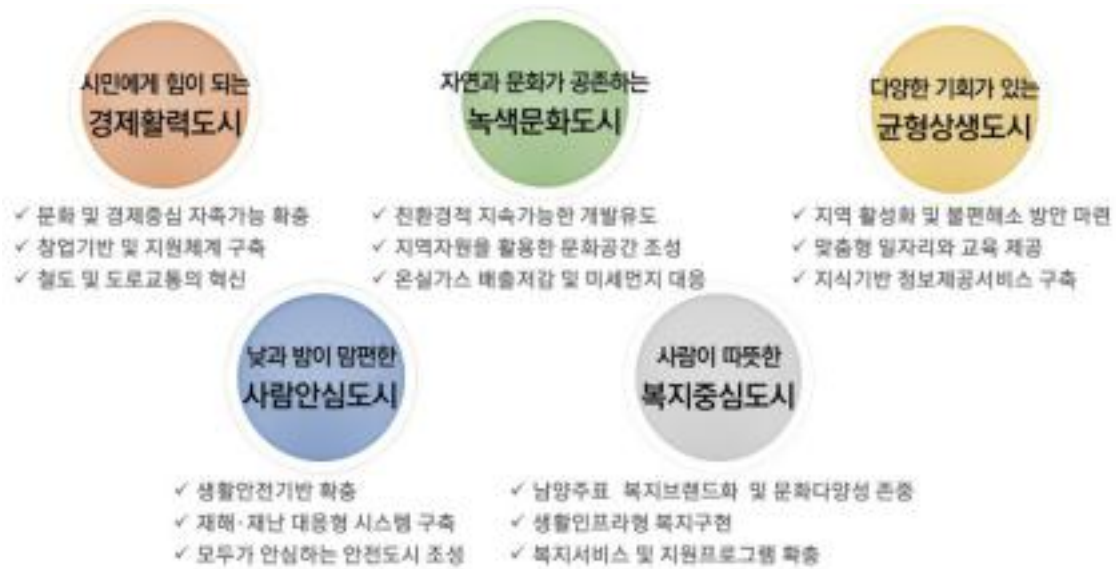 시민에게 힘이 되는
경제활력도시
✓ 문화 및 경제중심 자족가능 확충
✓ 창업기반 및 지원체계 구축
✓ 철도 및 도로교통의 혁신
자연과 문화가 공존하는
녹색문화도시
✓ 친환경적 지속가능한 개발유도
✓ 지역자원을 활용한 문화공간 조성
✓ 온실가스 배출저감 및 미세먼지 대응
다양한 기회가 있는
균형상생도시
✓ 지역 활성화 및 불편해소 방안 마련
✓ 맞춤형 일자리와 교육 제공
✓ 지식기반 정보제공서비스 구축
낮과 밤이 맘편한
사람안심도시
✓ 생활안전기반 확충
✓ 재해·재난 대응형 시스템 구축
✓ 모두가 안심하는 안전도시 조성
사람이 따뜻한
복지중심도시
✓ 남양주표 복지브랜드화 및 문화다양성 존중
✓ 생활인프라형 복지구현
✓ 복지서비스 및 지원프로그램 확충